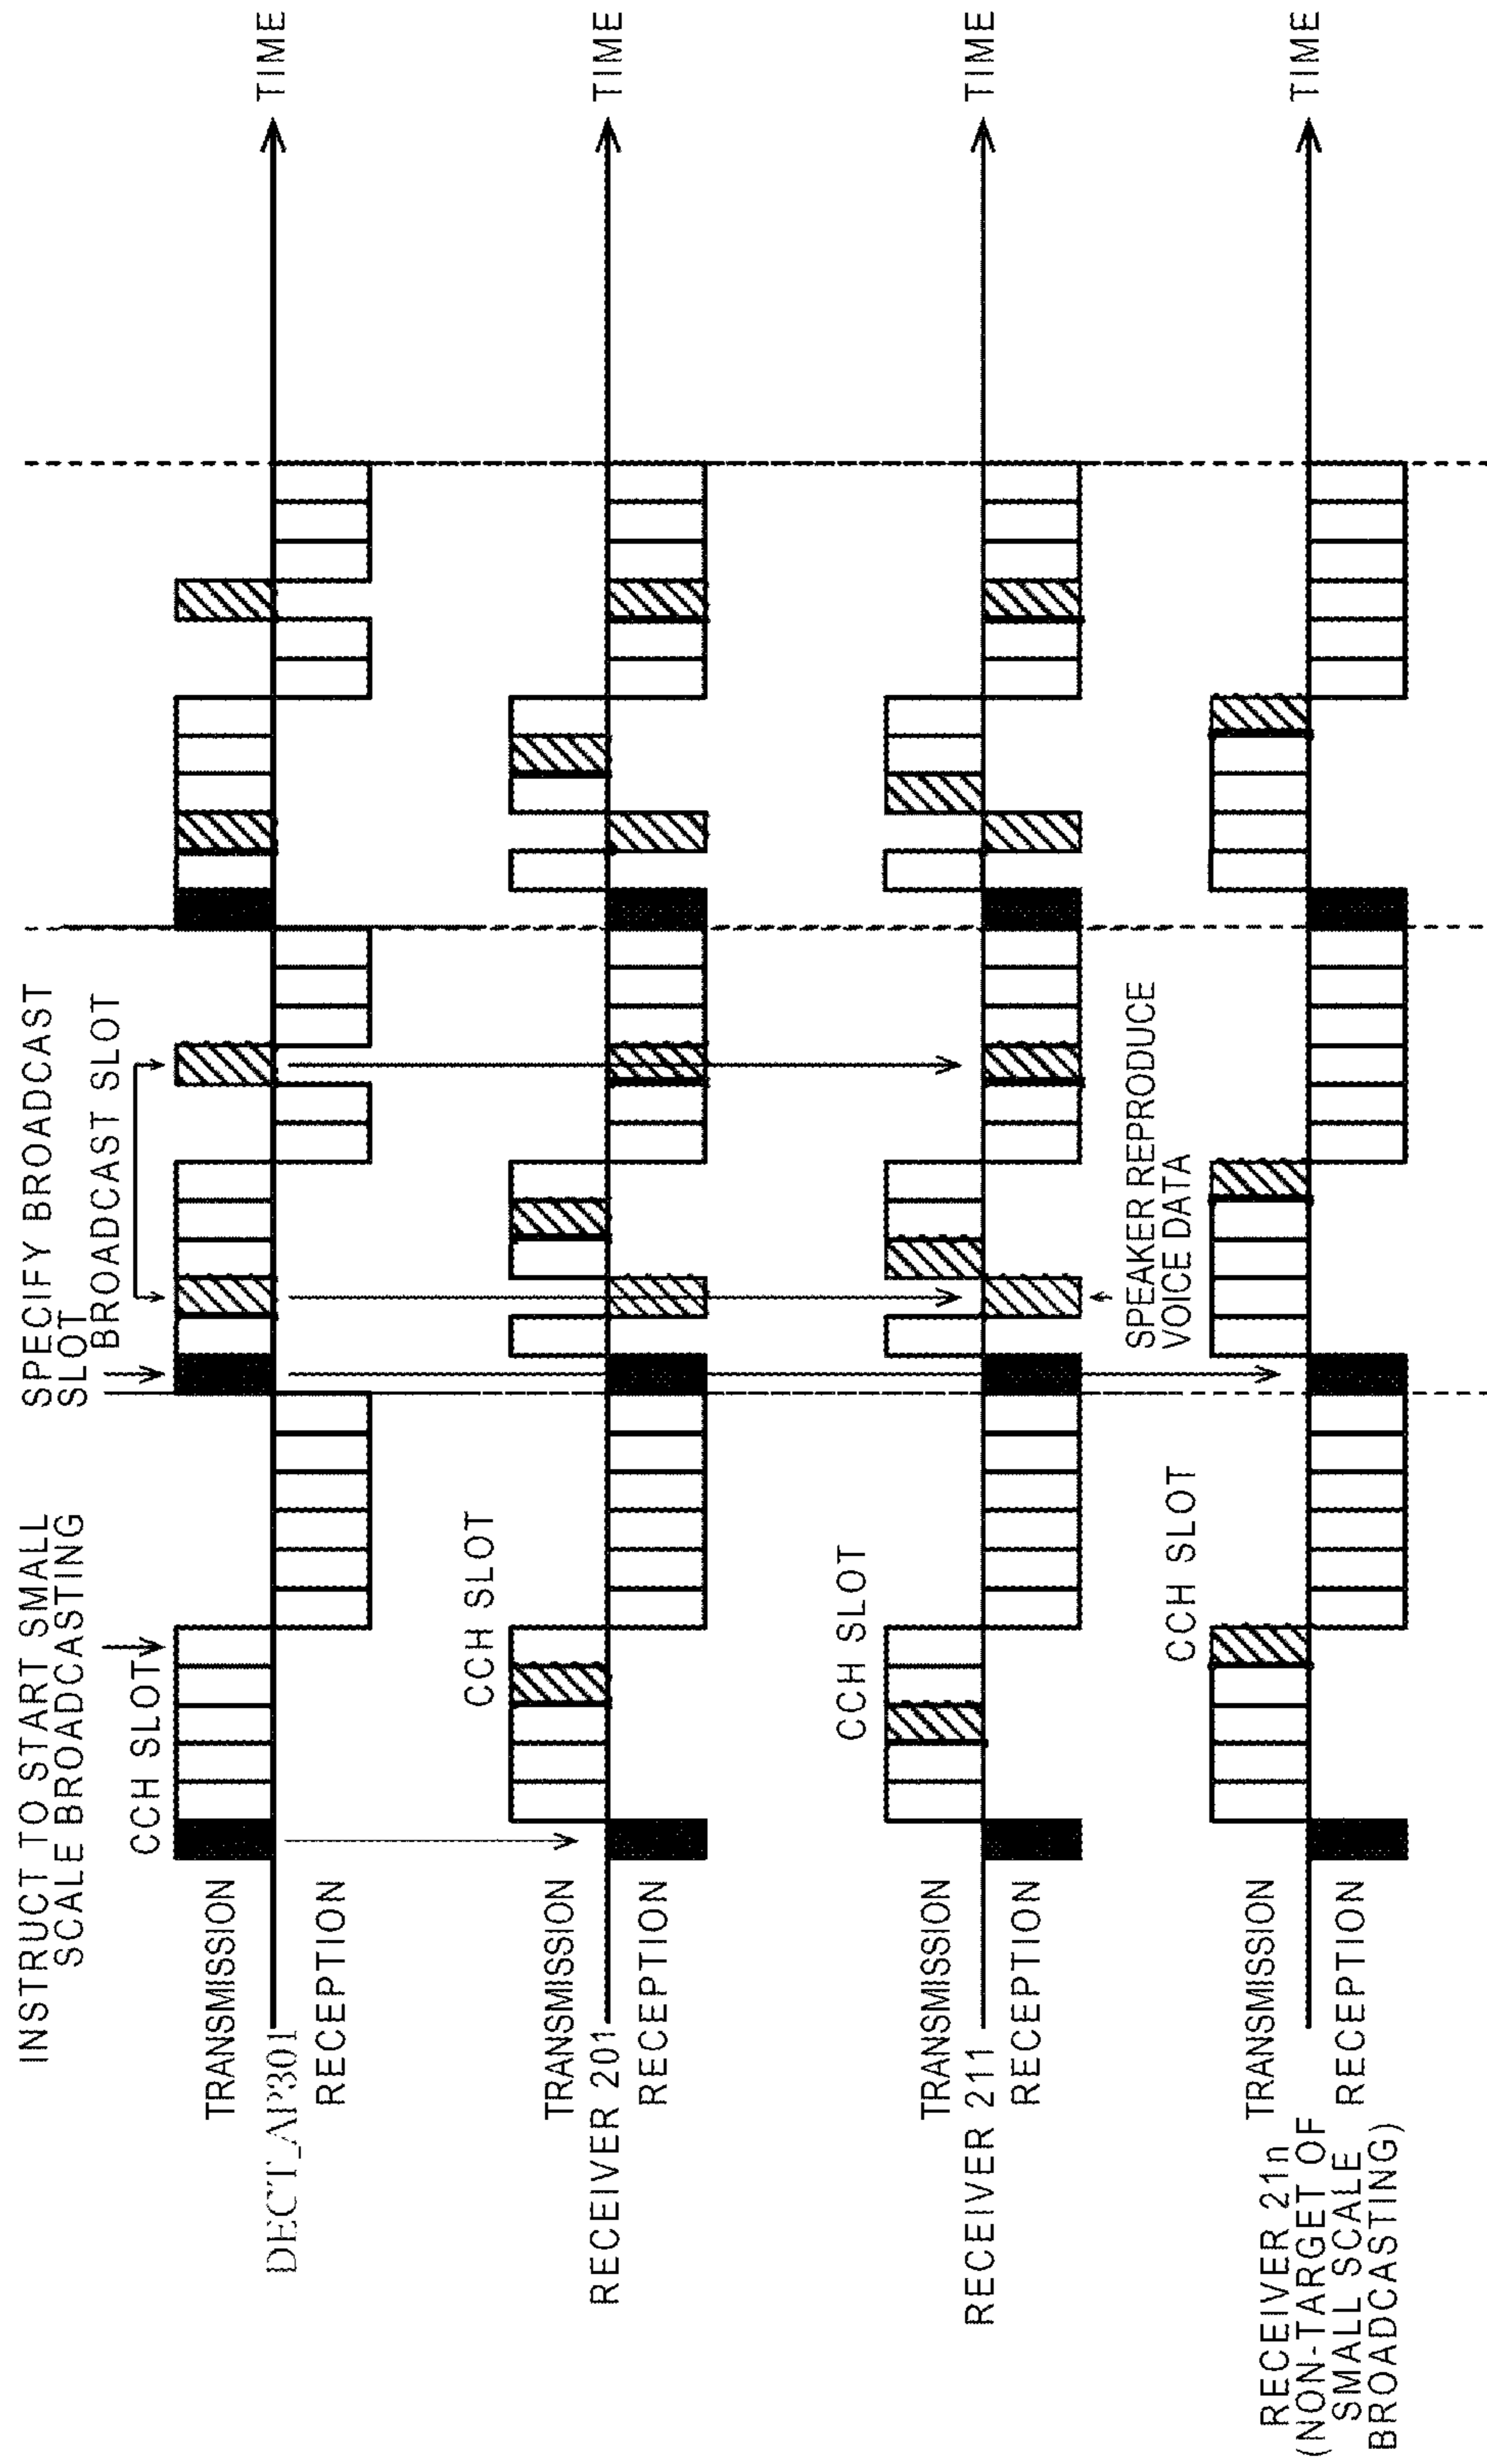 INSTRUCT TO START SMALL
SCALE BROADCASTING
SPECIFY BROADCAST
SLOT
BROADCAST SLOT
CCH SLOT
TRANSMISSION
DECT_AP301
RECEPTION
TIME
CCH SLOT
TRANSMISSION
RECEIVER 201
RECEPTION
TIME
CCH SLOT
TRANSMISSION
RECEIVER 211
RECEPTION
TIME
SPEAKER REPRODUCE
VOICE DATA
CCH SLOT
TRANSMISSION
RECEIVER 21n
(NON-TARGET OF
SMALL SCALE
BROADCASTING)
RECEPTION
TIME